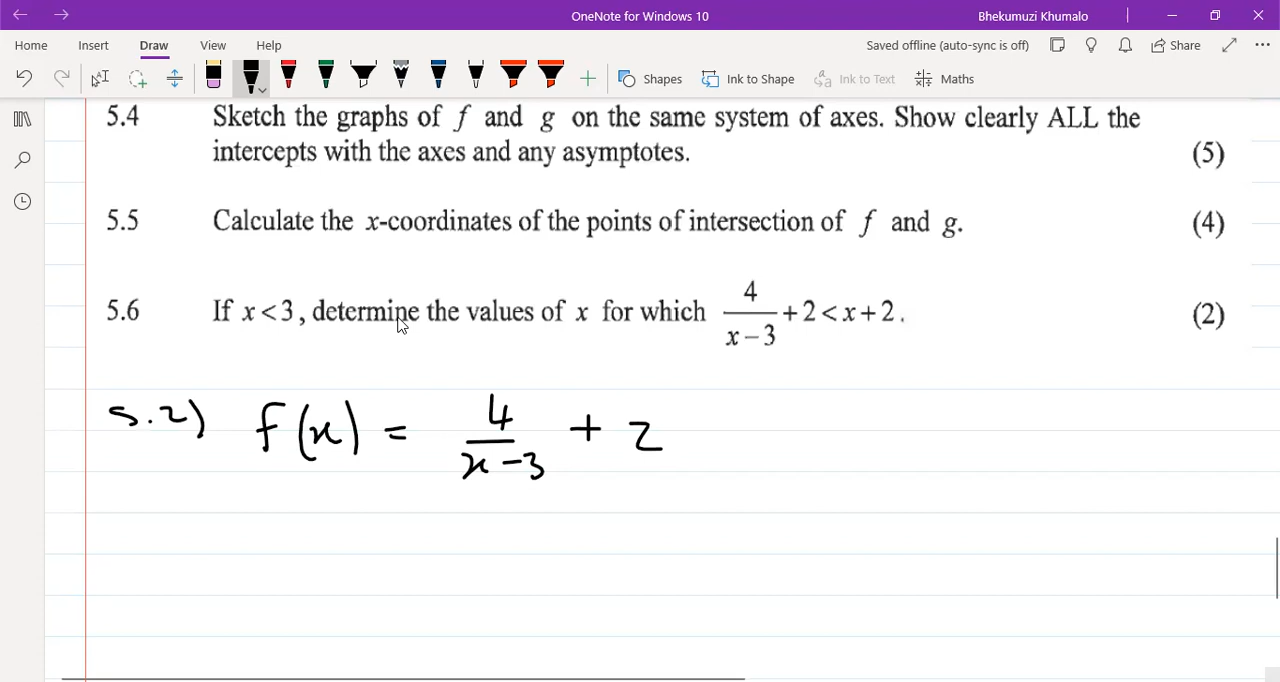 OneNote for Windows 10
Bhekumuzi Khumalo
Home Insert Draw View Help
Saved offline (auto-sync is off) Share
Shapes Ink to Shape Ink to Text Maths
5.4 Sketch the graphs of f and g on the same system of axes. Show clearly ALL the
intercepts with the axes and any asymptotes. (5)
5.5 Calculate the x-coordinates of the points of intersection of f and g. (4)
5.6 If x < 3, determine the values of x for which 4/(x − 3) + 2 < x + 2. (2)
5.2) f(x) = 4/(x − 3) + 2